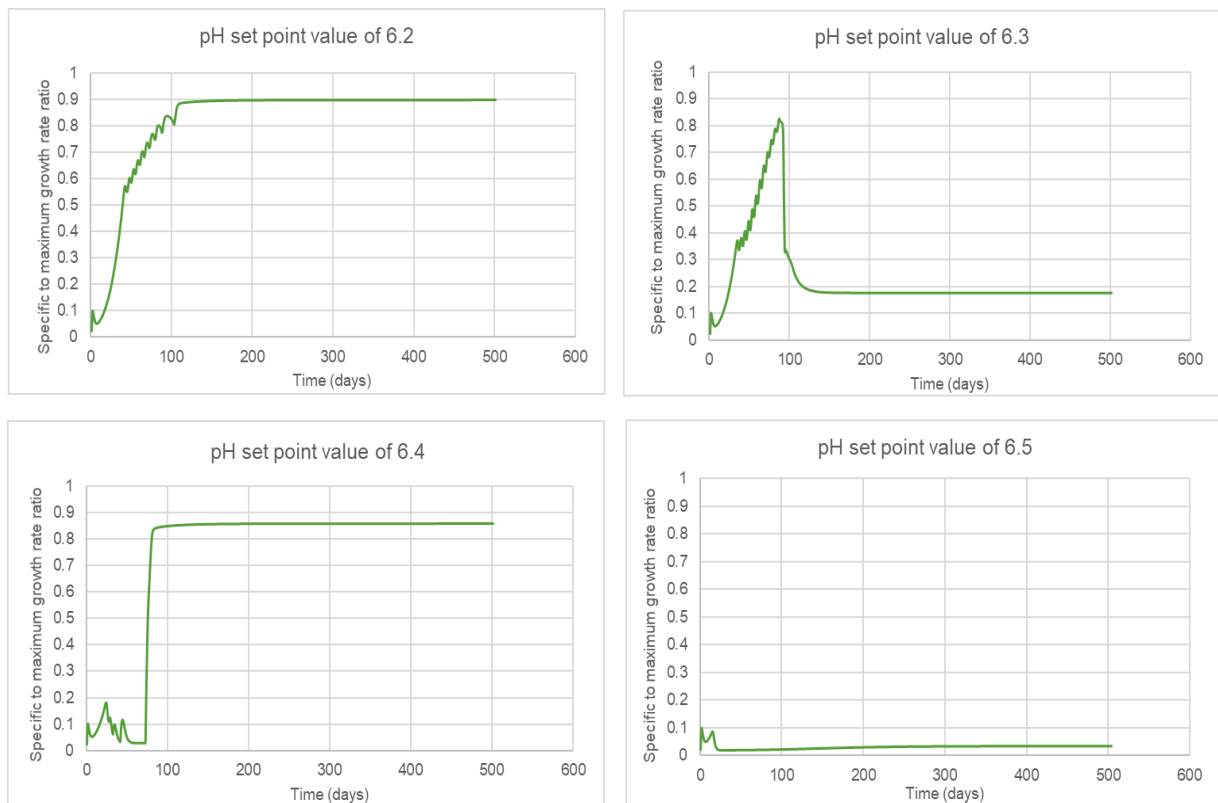 pH set point value of 6.2
Specific to maximum growth rate ratio
1
0.9
0.8
0.7
0.6
0.5
0.4
0.3
0.2
0.1
0
0 100 200 300 400 500 600
Time (days)
pH set point value of 6.3
Specific to maximum growth rate ratio
1
0.9
0.8
0.7
0.6
0.5
0.4
0.3
0.2
0.1
0
0 100 200 300 400 500 600
Time (days)
pH set point value of 6.4
Specific to maximum growth rate ratio
1
0.9
0.8
0.7
0.6
0.5
0.4
0.3
0.2
0.1
0
0 100 200 300 400 500 600
Time (days)
pH set point value of 6.5
Specific to maximum growth rate ratio
1
0.9
0.8
0.7
0.6
0.5
0.4
0.3
0.2
0.1
0
0 100 200 300 400 500 600
Time (days)